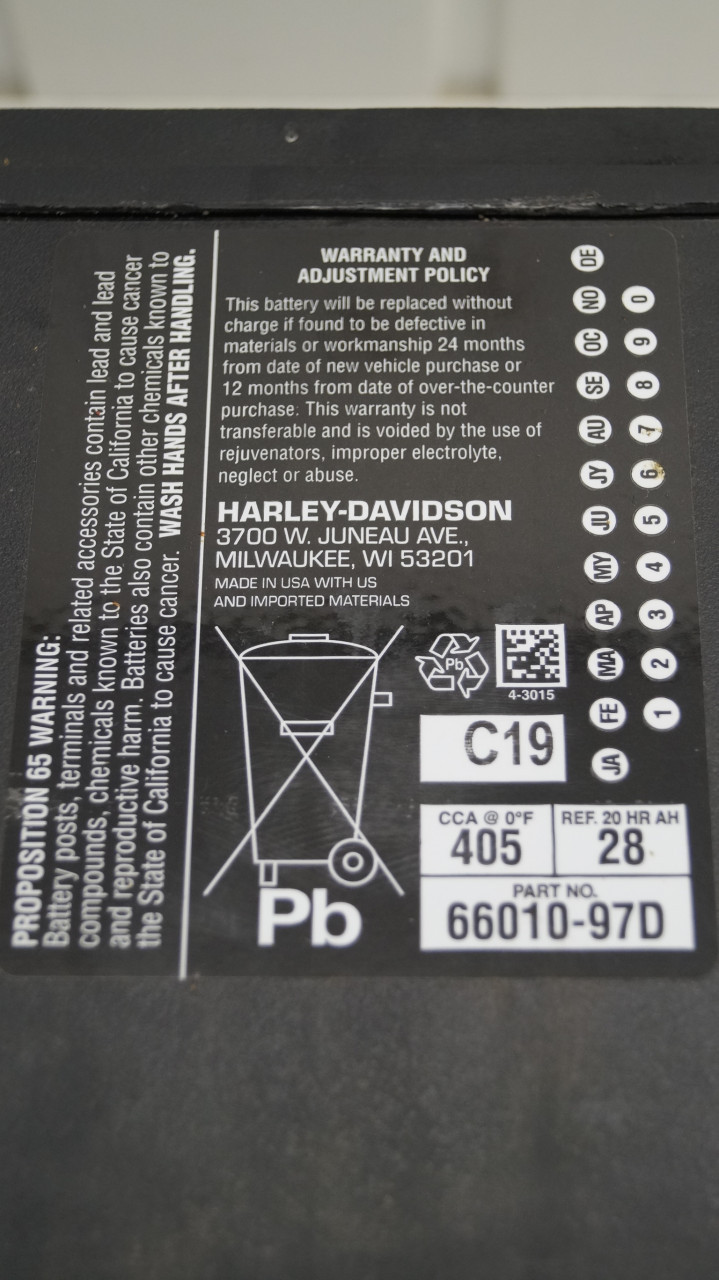 PROPOSITION 65 WARNING:
Battery posts, terminals and related accessories contain lead and lead
compounds, chemicals known to the State of California to cause cancer
and reproductive harm. Batteries also contain other chemicals known to
the State of California to cause cancer. WASH HANDS AFTER HANDLING.
WARRANTY AND
ADJUSTMENT POLICY
This battery will be replaced without
charge if found to be defective in
materials or workmanship 24 months
from date of new vehicle purchase or
12 months from date of over-the-counter
purchase. This warranty is not
transferable and is voided by the use of
rejuvenators, improper electrolyte,
neglect or abuse.
HARLEY-DAVIDSON
3700 W. JUNEAU AVE.,
MILWAUKEE, WI 53201
MADE IN USA WITH US
AND IMPORTED MATERIALS
Pb
Pb
4-3015
C19
CCA @ 0°F
405
REF. 20 HR AH
28
PART NO.
66010-97D
JA FE MA AP MY JU JY AU SE OC NO DE
1 2 3 4 5 6 7 8 9 0